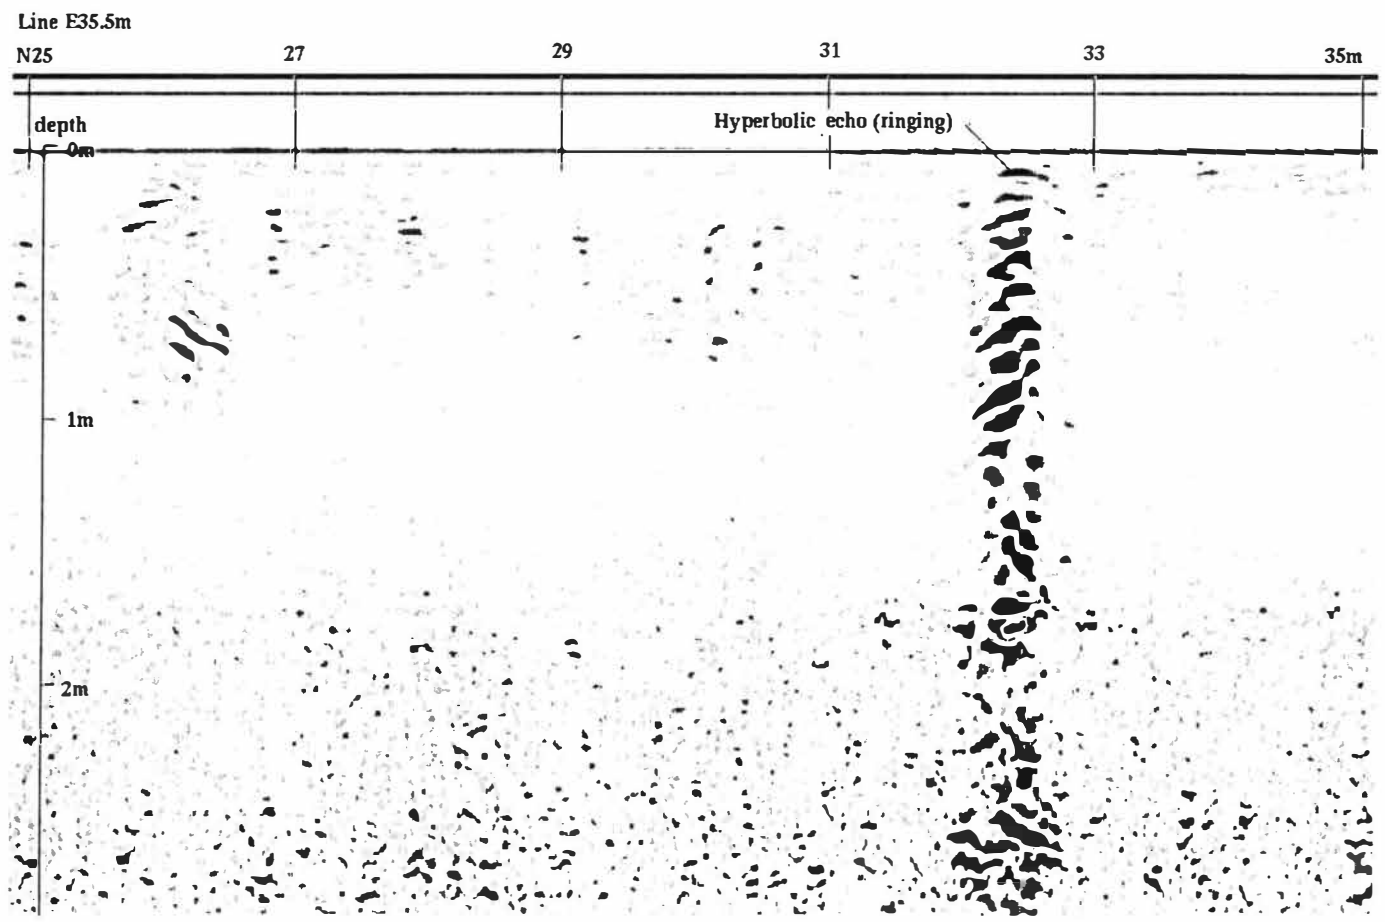 Line E35.5m
N25 27 29 31 33 35m
depth
Hyperbolic echo (ringing)
0m
1m
2m